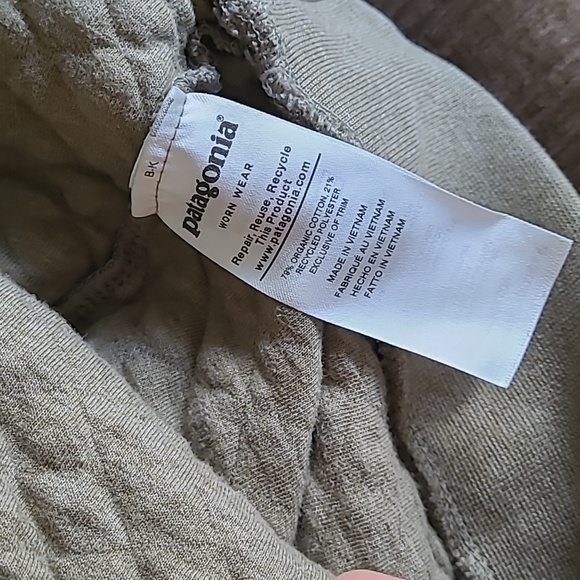 B-K
patagonia®
WORN WEAR
Repair, Reuse, Recycle
This Product
www.patagonia.com
79% ORGANIC COTTON, 21%
RECYCLED POLYESTER
EXCLUSIVE OF TRIM
MADE IN VIETNAM
FABRIQUÉ AU VIETNAM
HECHO EN VIETNAM
FATTO IN VIETNAM